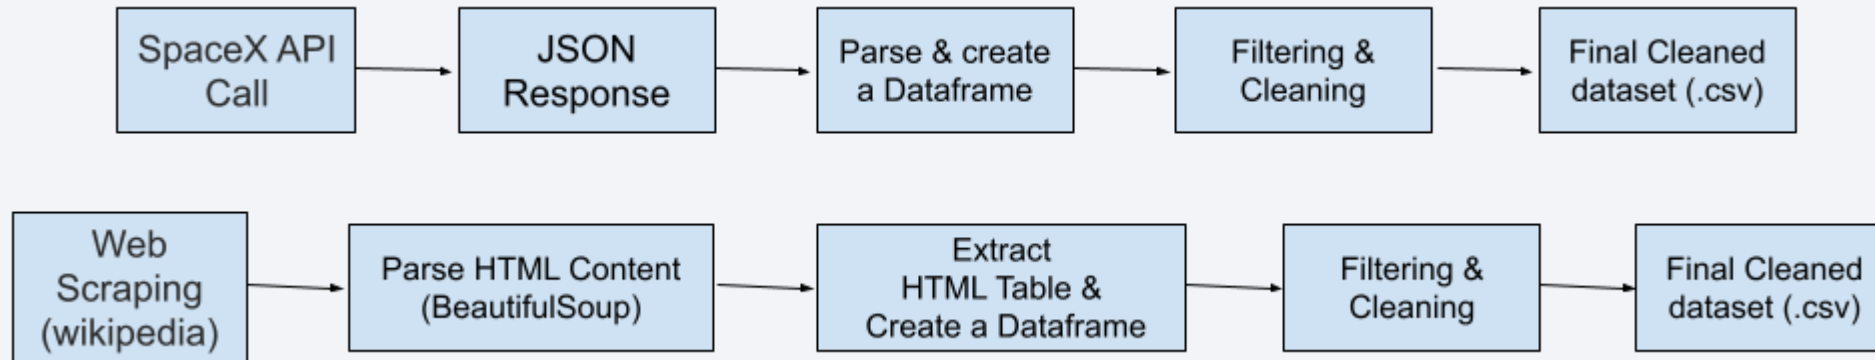 SpaceX API
Call
JSON
Response
Parse & create
a Dataframe
Filtering &
Cleaning
Final Cleaned
dataset (.csv)
Web
Scraping
(wikipedia)
Parse HTML Content
(BeautifulSoup)
Extract
HTML Table &
Create a Dataframe
Filtering &
Cleaning
Final Cleaned
dataset (.csv)